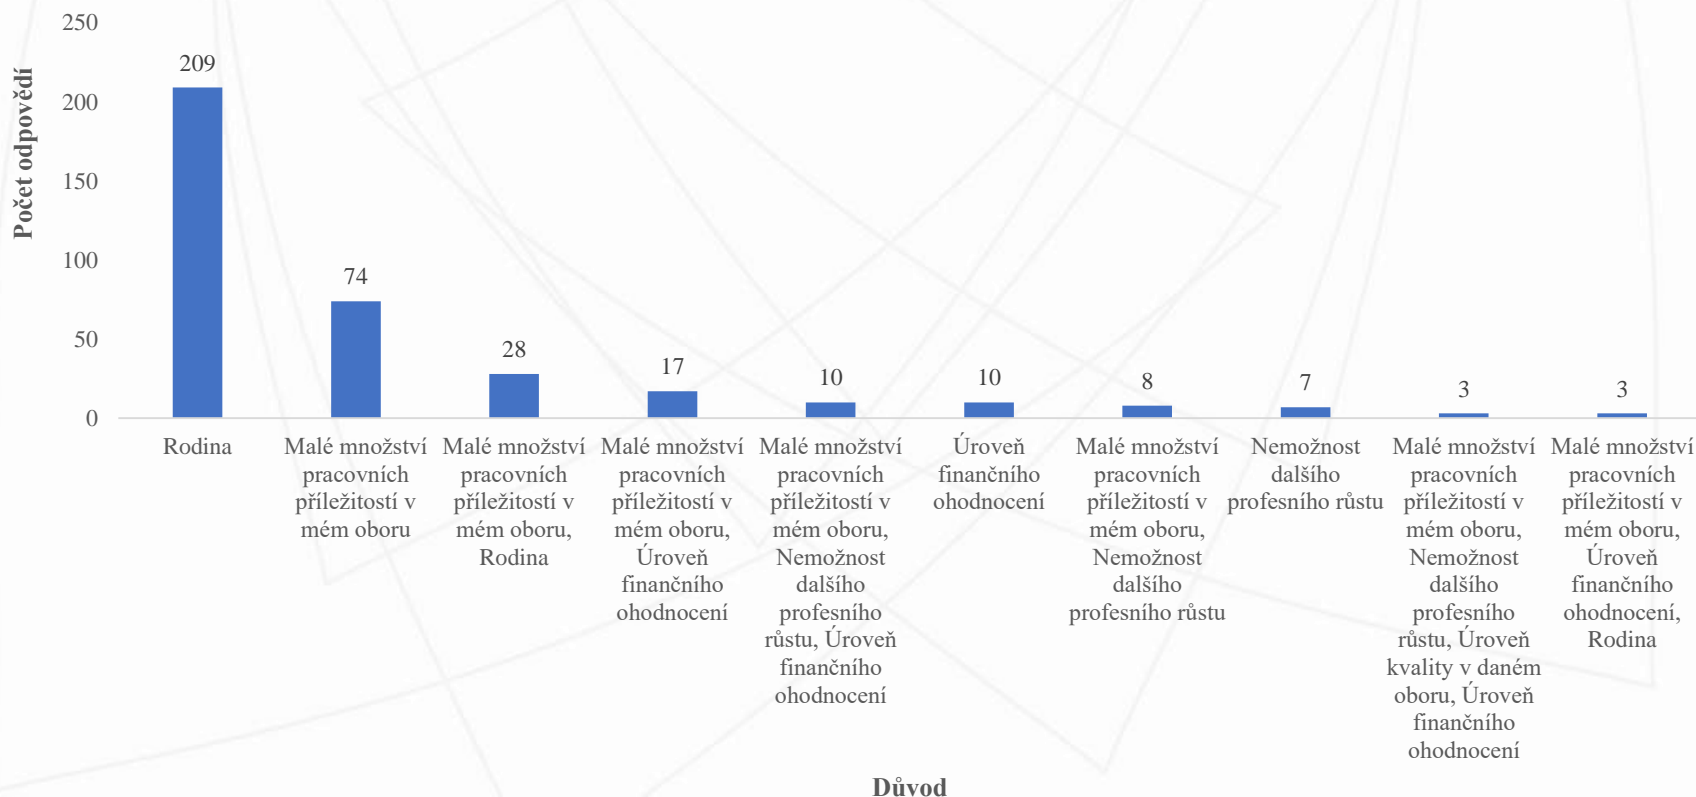 Počet odpovědí
250
200
150
100
50
0
209
74
28
17
10
10
8
7
3
3
Rodina
Malé množství
pracovních
příležitostí v
mém oboru
Malé množství
pracovních
příležitostí v
mém oboru,
Rodina
Malé množství
pracovních
příležitostí v
mém oboru,
Úroveň
finančního
ohodnocení
Malé množství
pracovních
příležitostí v
mém oboru,
Nemožnost
dalšího
profesního
růstu, Úroveň
finančního
ohodnocení
Úroveň
finančního
ohodnocení
Malé množství
pracovních
příležitostí v
mém oboru,
Nemožnost
dalšího
profesního růstu
Nemožnost
dalšího
profesního růstu
Malé množství
pracovních
příležitostí v
mém oboru,
Nemožnost
dalšího
profesního
růstu, Úroveň
kvality v daném
oboru, Úroveň
finančního
ohodnocení
Malé množství
pracovních
příležitostí v
mém oboru,
Úroveň
finančního
ohodnocení,
Rodina
Důvod